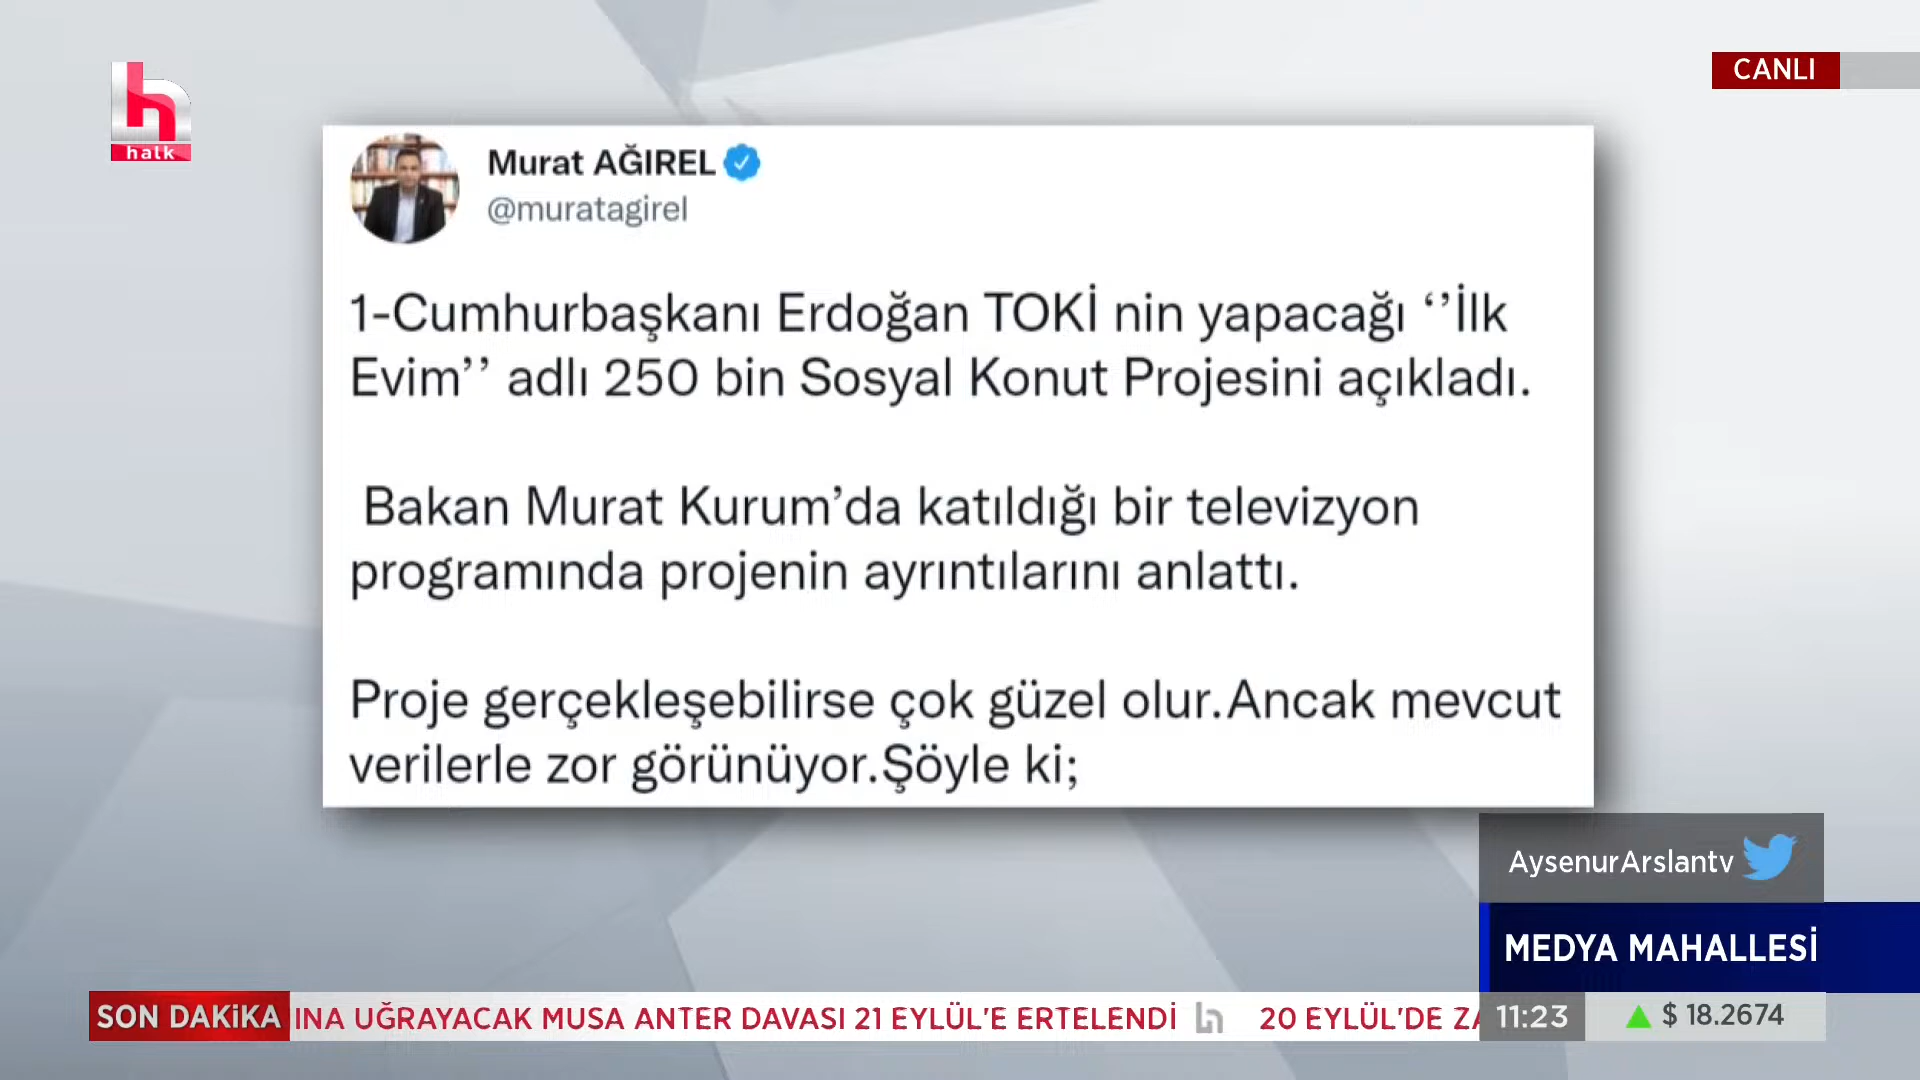 halk
CANLI
Murat AĞIREL
@muratagirel
1-Cumhurbaşkanı Erdoğan TOKİ nin yapacağı ‘’İlk
Evim’’ adlı 250 bin Sosyal Konut Projesini açıkladı.
Bakan Murat Kurum’da katıldığı bir televizyon
programında projenin ayrıntılarını anlattı.
Proje gerçekleşebilirse çok güzel olur.Ancak mevcut
verilerle zor görünüyor.Şöyle ki;
AysenurArslantv
MEDYA MAHALLESİ
SON DAKİKA INA UĞRAYACAK MUSA ANTER DAVASI 21 EYLÜL'E ERTELENDİ h 20 EYLÜL'DE 11:23 $ 18.2674